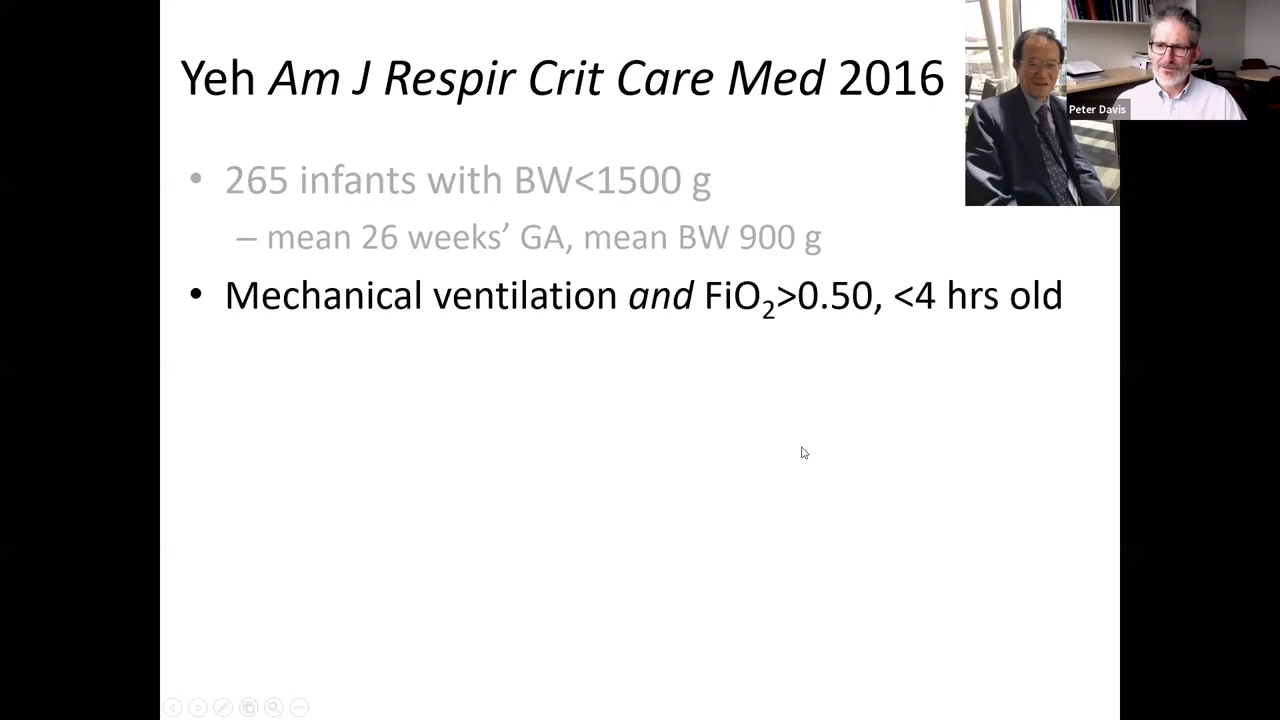 Yeh Am J Respir Crit Care Med 2016
Peter Davis
• 265 infants with BW<1500 g
– mean 26 weeks’ GA, mean BW 900 g
• Mechanical ventilation and FiO₂>0.50, <4 hrs old